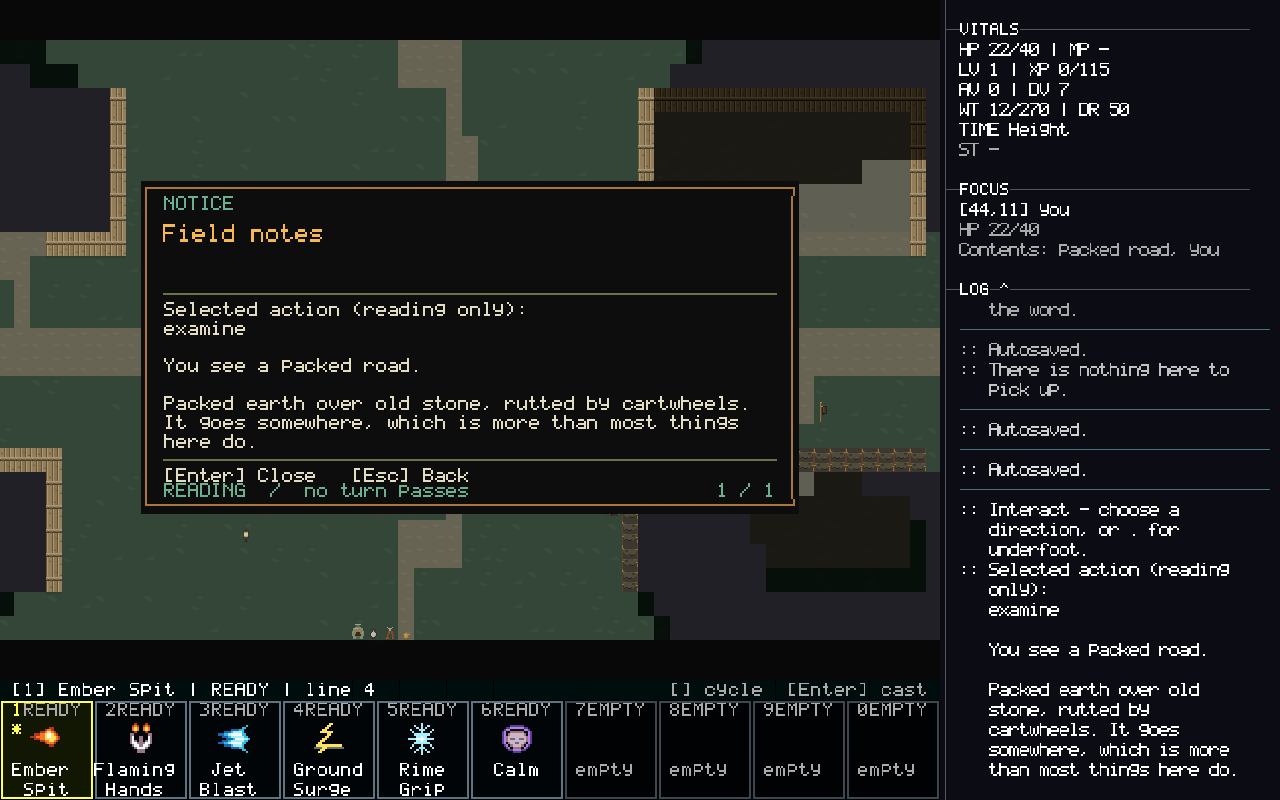 NOTICE
Field notes
Selected action (reading only):
examine
You see a Packed road.
Packed earth over old stone, rutted by cartwheels.
It goes somewhere, which is more than most things
here do.
[Enter] Close [Esc] Back
READING / no turn Passes 1 / 1
VITALS
HP 22/40 | MP -
LV 1 | XP 0/115
AV 0 | DV 7
WT 12/270 | DR 50
TIME Height
ST -
FOCUS
[44,11] You
HP 22/40
Contents: Packed road, You
LOG ^
the word.
:: Autosaved.
:: There is nothing here to
Pick up.
:: Autosaved.
:: Autosaved.
:: Interact - choose a
direction, or . for
underfoot.
:: Selected action (reading
only):
examine
You see a Packed road.
Packed earth over old
stone, rutted by
cartwheels. It goes
somewhere, which is more
than most things here do.
[1] Ember Spit | READY | line 4 [] cycle [Enter] cast
1READY 2READY 3READY 4READY 5READY 6READY 7EMPTY 8EMPTY 9EMPTY 0EMPTY
*
Ember Flaming Jet Ground Rime Calm empty empty empty empty
Spit Hands Blast Surge Grip